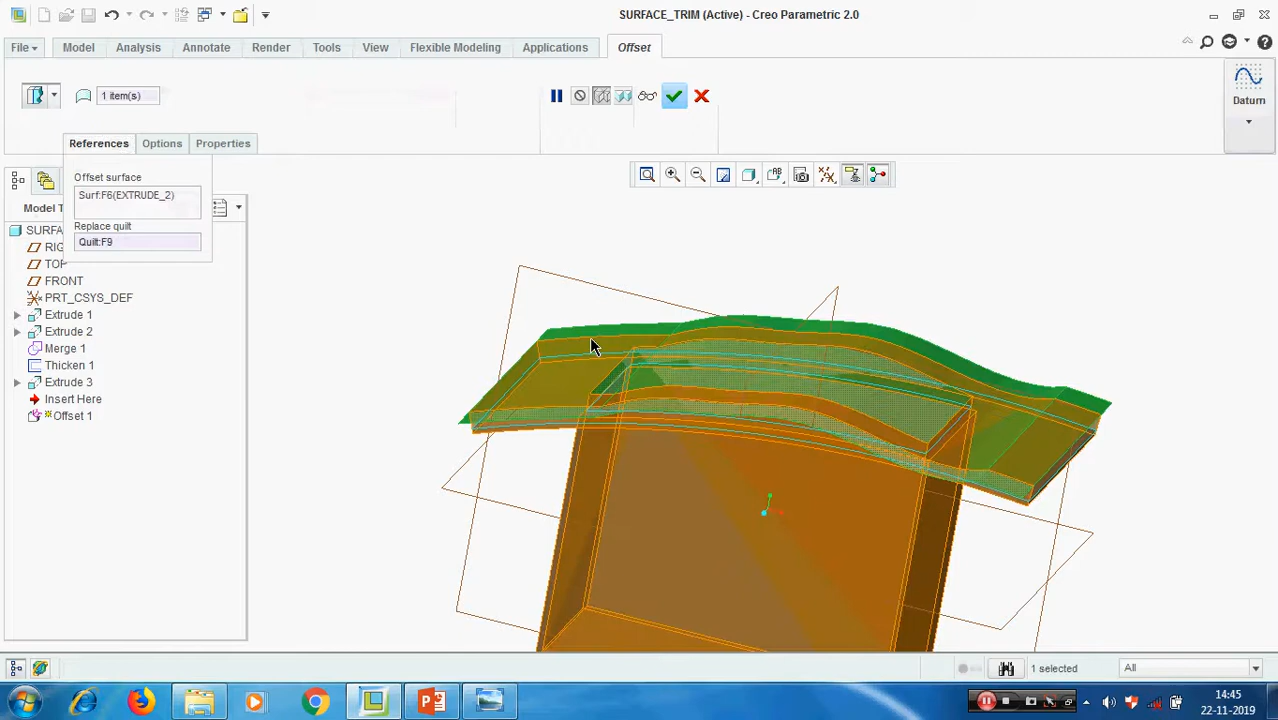 SURFACE_TRIM (Active) - Creo Parametric 2.0
File Model Analysis Annotate Render Tools View Flexible Modeling Applications Offset
1 item(s)
Datum
References Options Properties
Offset surface
Surf:F6(EXTRUDE_2)
Replace quilt
Quilt:F9
Model T
SURF
RIG
TOP
FRONT
PRT_CSYS_DEF
Extrude 1
Extrude 2
Merge 1
Thicken 1
Extrude 3
Insert Here
Offset 1
1 selected
All
14:45
22-11-2019